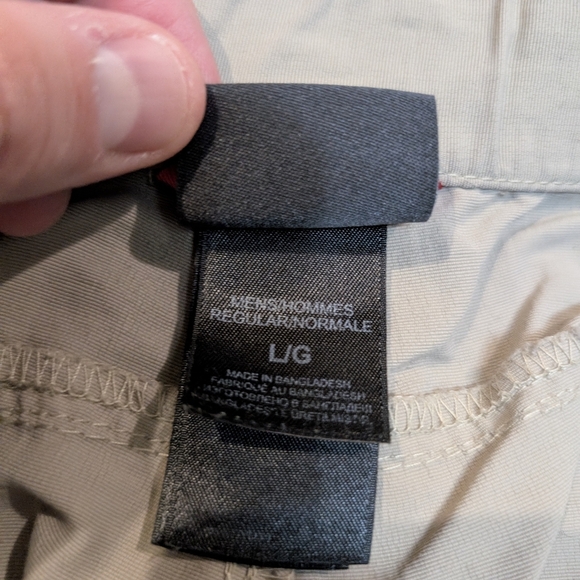 MENS/HOMMES
REGULAR/NORMALE
L/G
MADE IN BANGLADESH
FABRIQUÉ AU BANGLADESH
ИЗГОТОВЛЕНО В БАНГЛАДЕШ